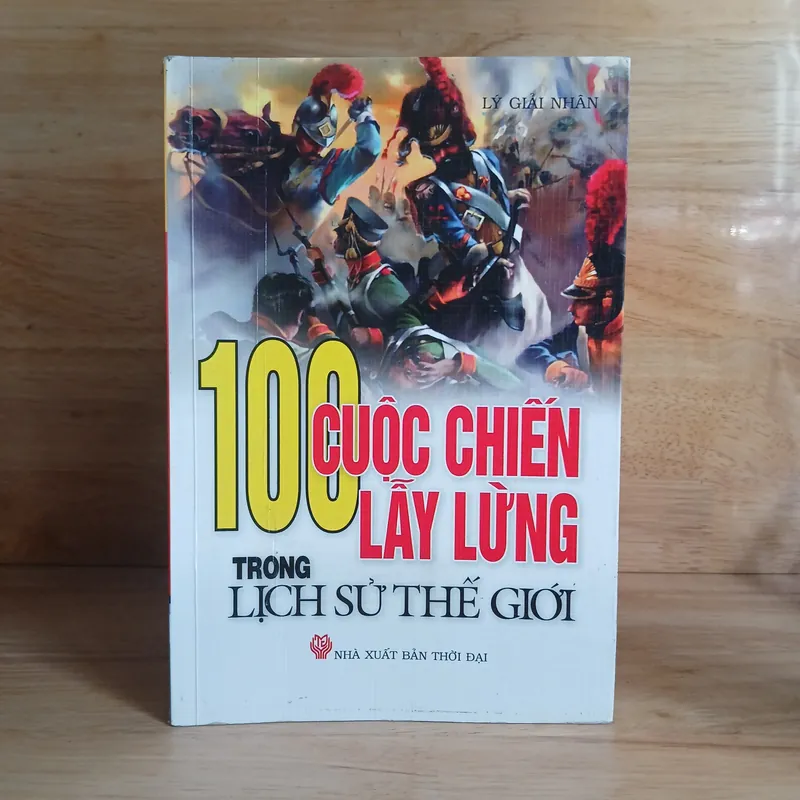 LÝ GIẢI NHÂN
100 CUỘC CHIẾN
LẪY LỪNG
TRONG
LỊCH SỬ THẾ GIỚI
NHÀ XUẤT BẢN THỜI ĐẠI